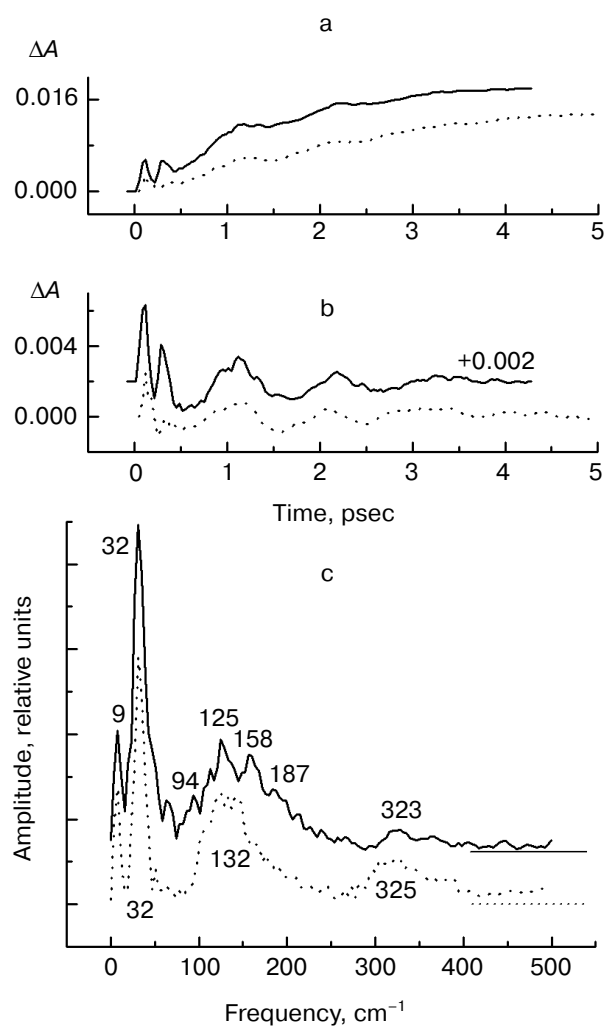 a
ΔA
0.016
0.000
0 1 2 3 4 5
ΔA
b
0.004
+0.002
0.000
0 1 2 3 4 5
Time, psec
32
c
9
125
158
187
94
323
132
325
32
Amplitude, relative units
0 100 200 300 400 500
Frequency, cm⁻¹